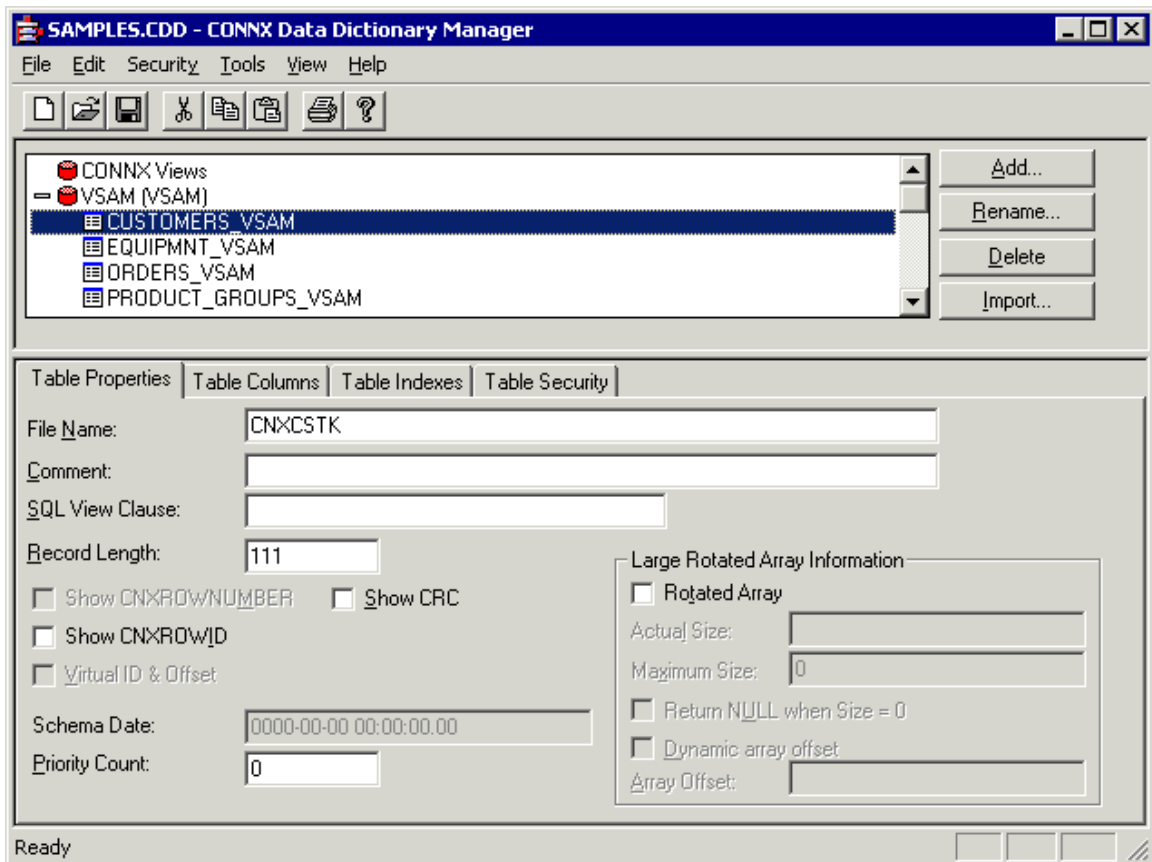 SAMPLES.CDD - CONNX Data Dictionary Manager
File Edit Security Tools View Help
CONNX Views
VSAM (VSAM)
CUSTOMERS_VSAM
EQUIPMNT_VSAM
ORDERS_VSAM
PRODUCT_GROUPS_VSAM
Add...
Rename...
Delete
Import...
Table Properties Table Columns Table Indexes Table Security
File Name: CNXCSTK
Comment:
SQL View Clause:
Record Length: 111
Show CNXROWNUMBER Show CRC
Show CNXROWID
Virtual ID & Offset
Schema Date: 0000-00-00 00:00:00.00
Priority Count: 0
Large Rotated Array Information
Rotated Array
Actual Size:
Maximum Size: 0
Return NULL when Size = 0
Dynamic array offset
Array Offset:
Ready